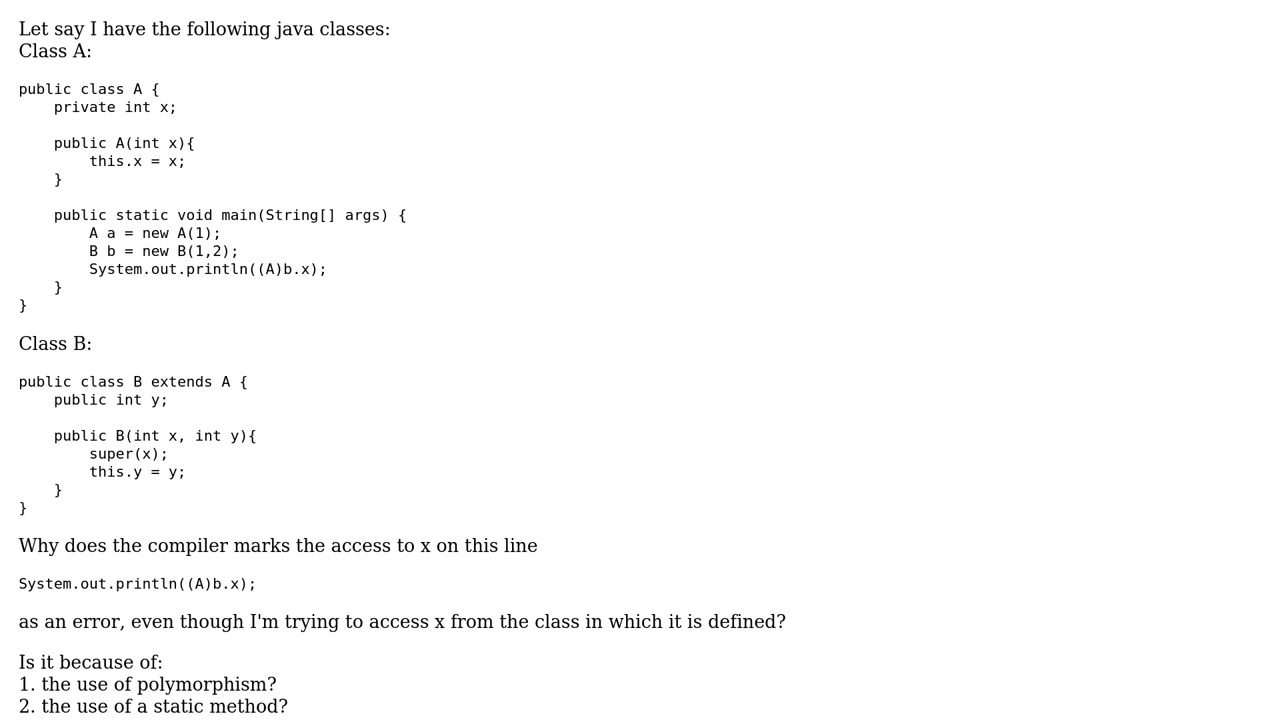 Let say I have the following java classes:
Class A:
public class A {
    private int x;
    public A(int x){
        this.x = x;
    }
    public static void main(String[] args) {
        A a = new A(1);
        B b = new B(1,2);
        System.out.println((A)b.x);
    }
}
Class B:
public class B extends A {
    public int y;
    public B(int x, int y){
        super(x);
        this.y = y;
    }
}
Why does the compiler marks the access to x on this line
System.out.println((A)b.x);
as an error, even though I'm trying to access x from the class in which it is defined?
Is it because of:
1. the use of polymorphism?
2. the use of a static method?